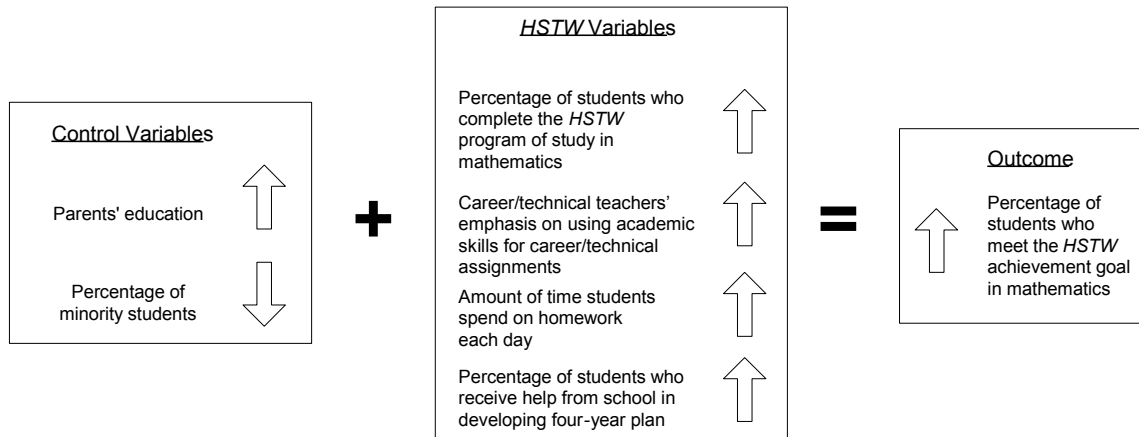 Control Variables
Parents' education
Percentage of
minority students
+
HSTW Variables
Percentage of students who
complete the HSTW
program of study in
mathematics
Career/technical teachers’
emphasis on using academic
skills for career/technical
assignments
Amount of time students
spend on homework
each day
Percentage of students who
receive help from school in
developing four-year plan
=
Outcome
Percentage of
students who
meet the HSTW
achievement goal
in mathematics